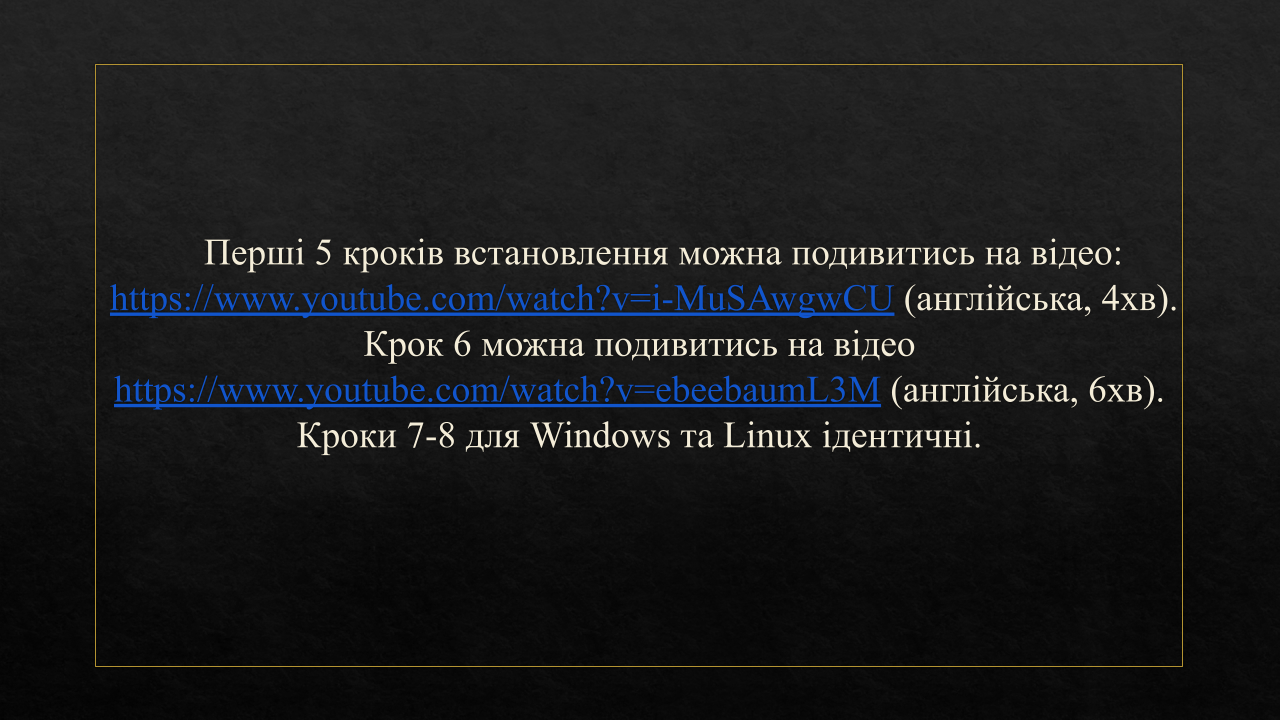 Перші 5 кроків встановлення можна подивитись на відео:
https://www.youtube.com/watch?v=i-MuSAwgwCU (англійська, 4хв).
Крок 6 можна подивитись на відео
https://www.youtube.com/watch?v=ebeebaumL3M (англійська, 6хв).
Кроки 7-8 для Windows та Linux ідентичні.